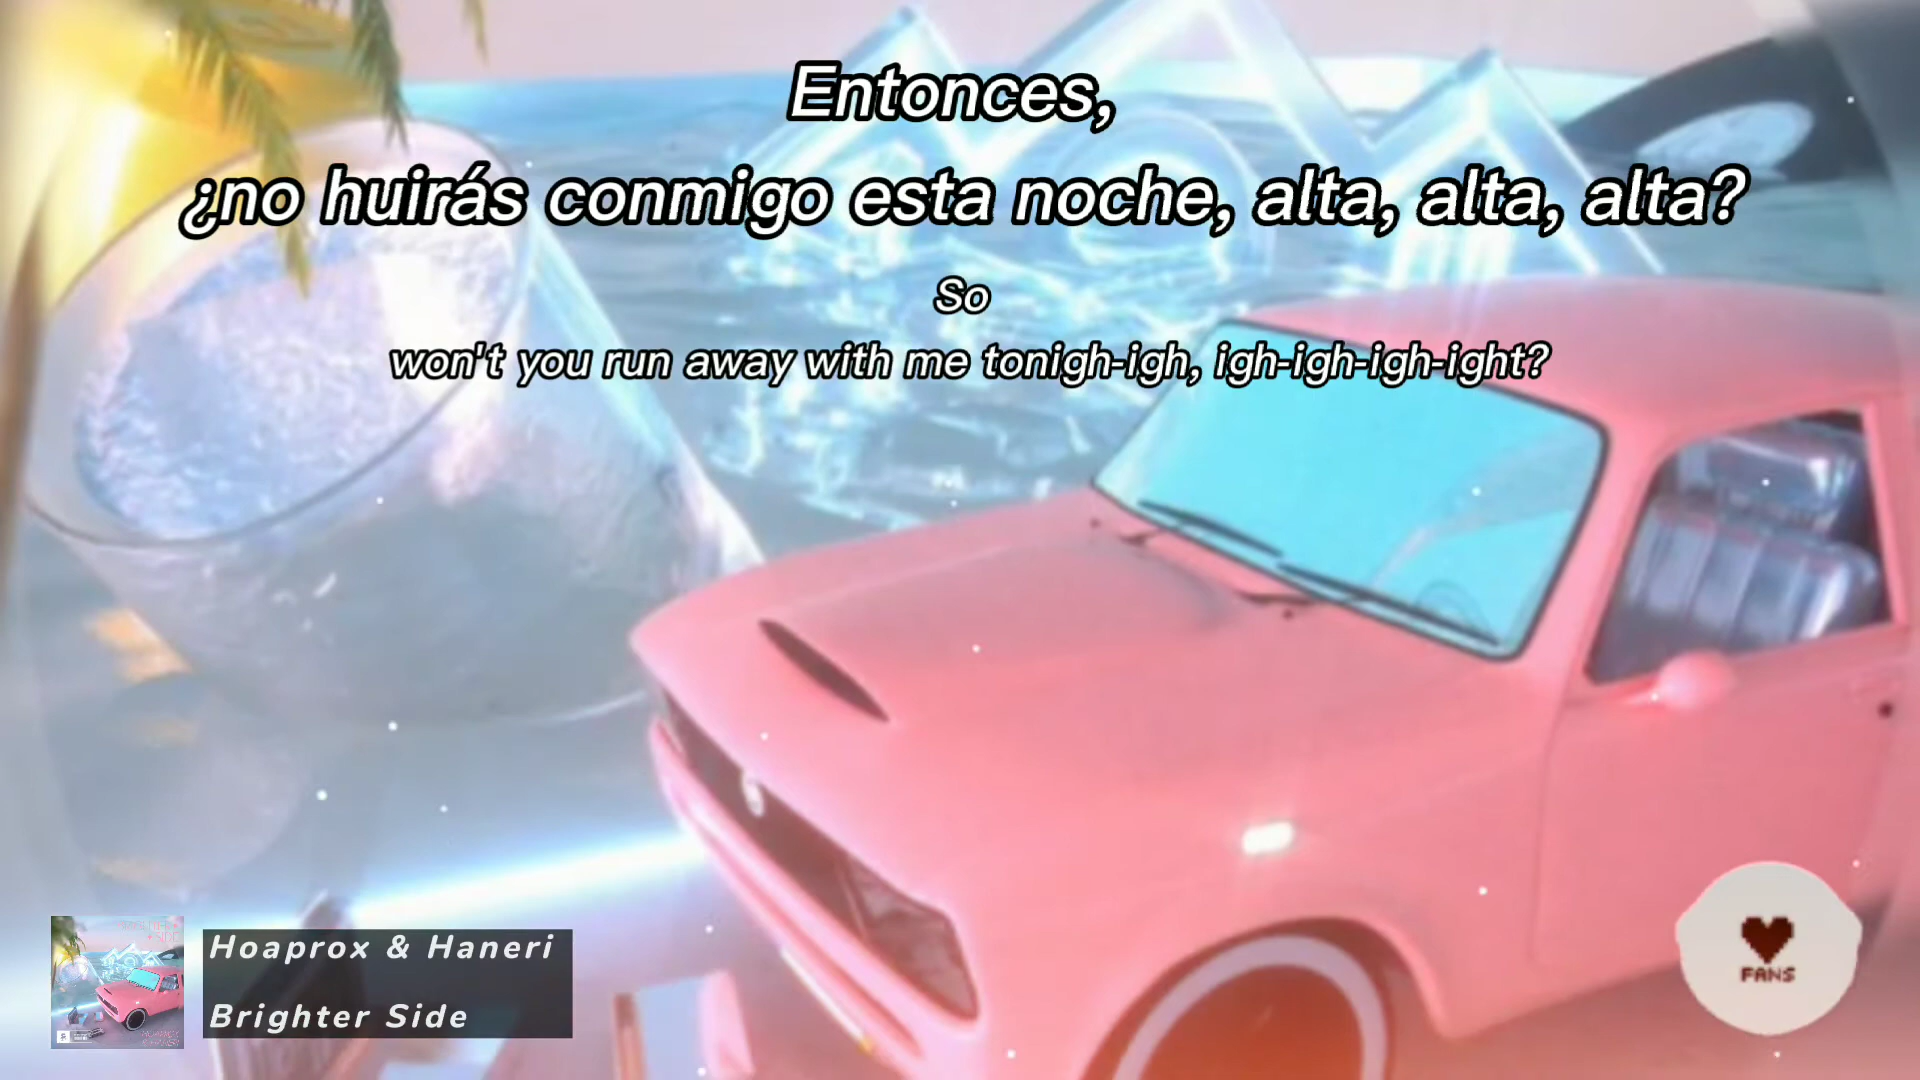 Entonces,
¿no huirás conmigo esta noche, alta, alta, alta?
So
won't you run away with me tonigh-igh, igh-igh-igh-ight?
Hoaprox & Haneri
Brighter Side
FANS